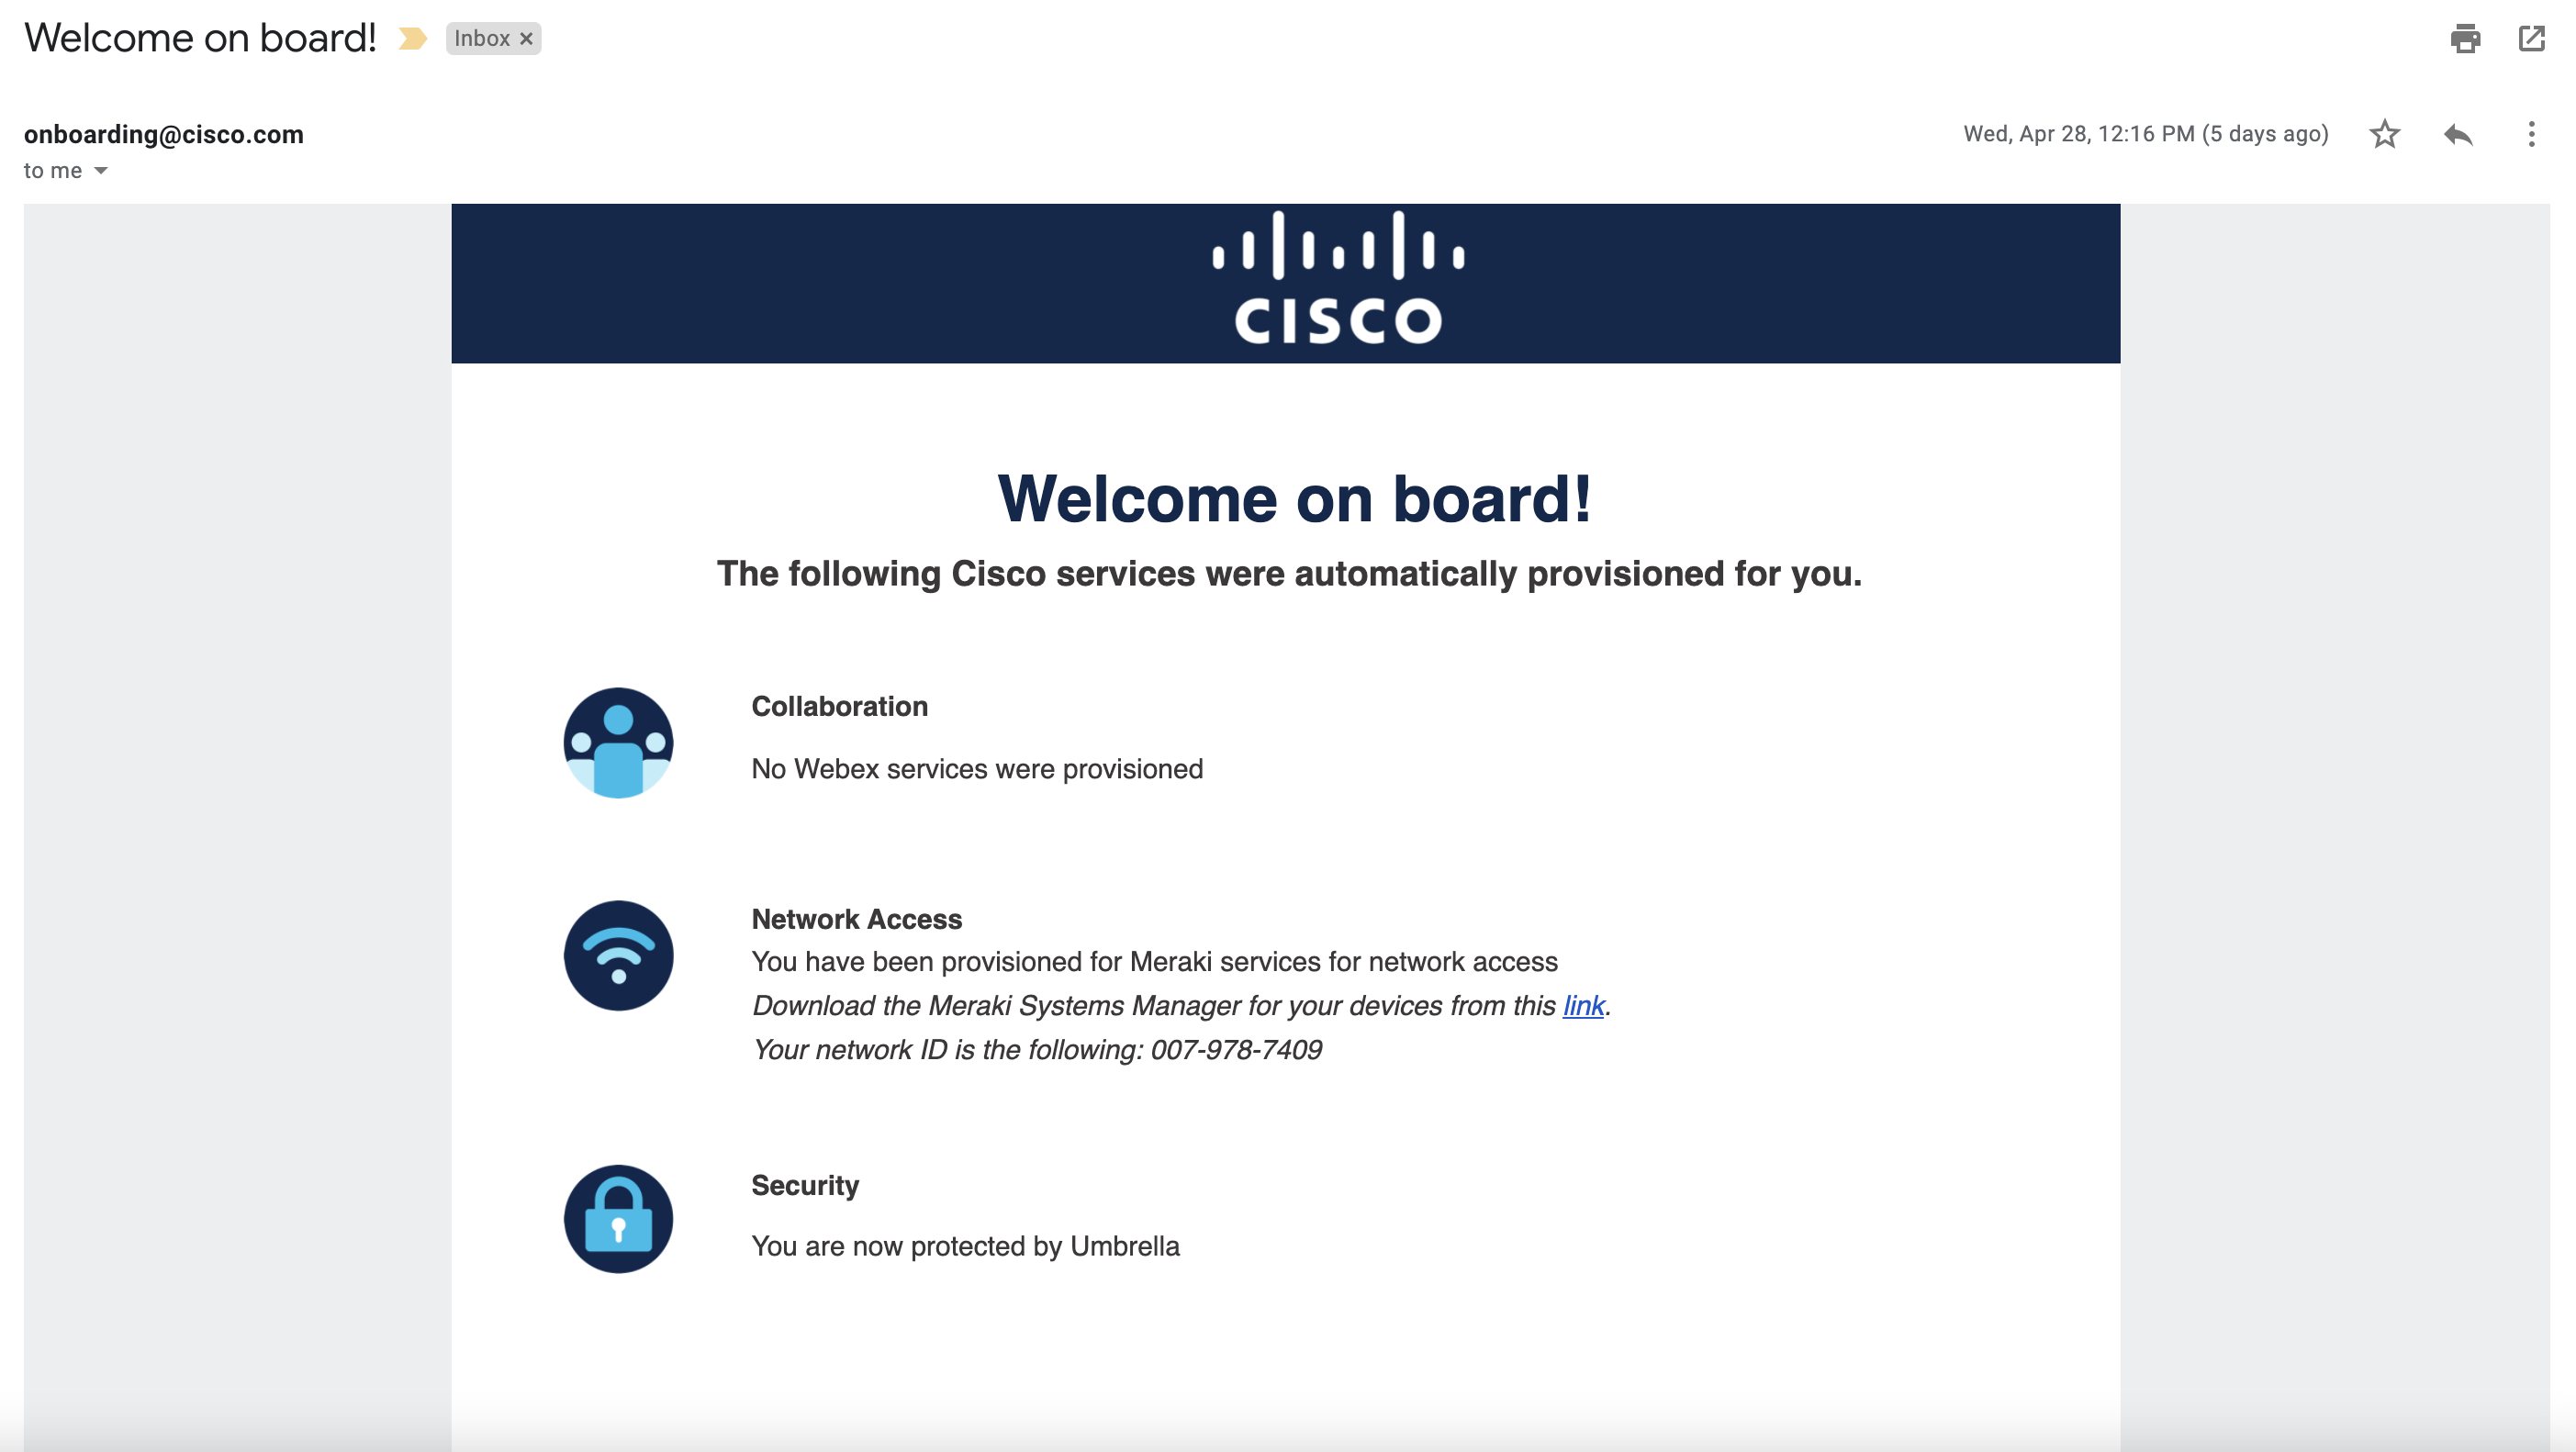 Welcome on board!
Inbox ×
onboarding@cisco.com
Wed, Apr 28, 12:16 PM (5 days ago)
to me
CISCO
Welcome on board!
The following Cisco services were automatically provisioned for you.
Collaboration
No Webex services were provisioned
Network Access
You have been provisioned for Meraki services for network access
Download the Meraki Systems Manager for your devices from this link.
Your network ID is the following: 007-978-7409
Security
You are now protected by Umbrella